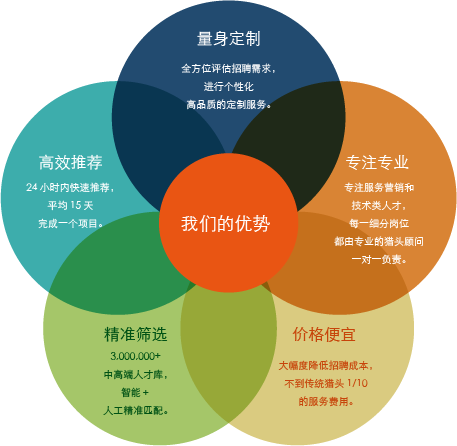 量身定制
全方位评估招聘需求，
进行个性化
高品质的定制服务。
高效推荐
24 小时内快速推荐，
平均 15 天
完成一个项目。
专注专业
专注服务营销和
技术类人才，
每一细分岗位
都由专业的猎头顾问
一对一负责。
我们的优势
精准筛选
3.000.000+
中高端人才库，
智能 +
人工精准匹配。
价格便宜
大幅度降低招聘成本，
不到传统猎头 1/10
的服务费用。